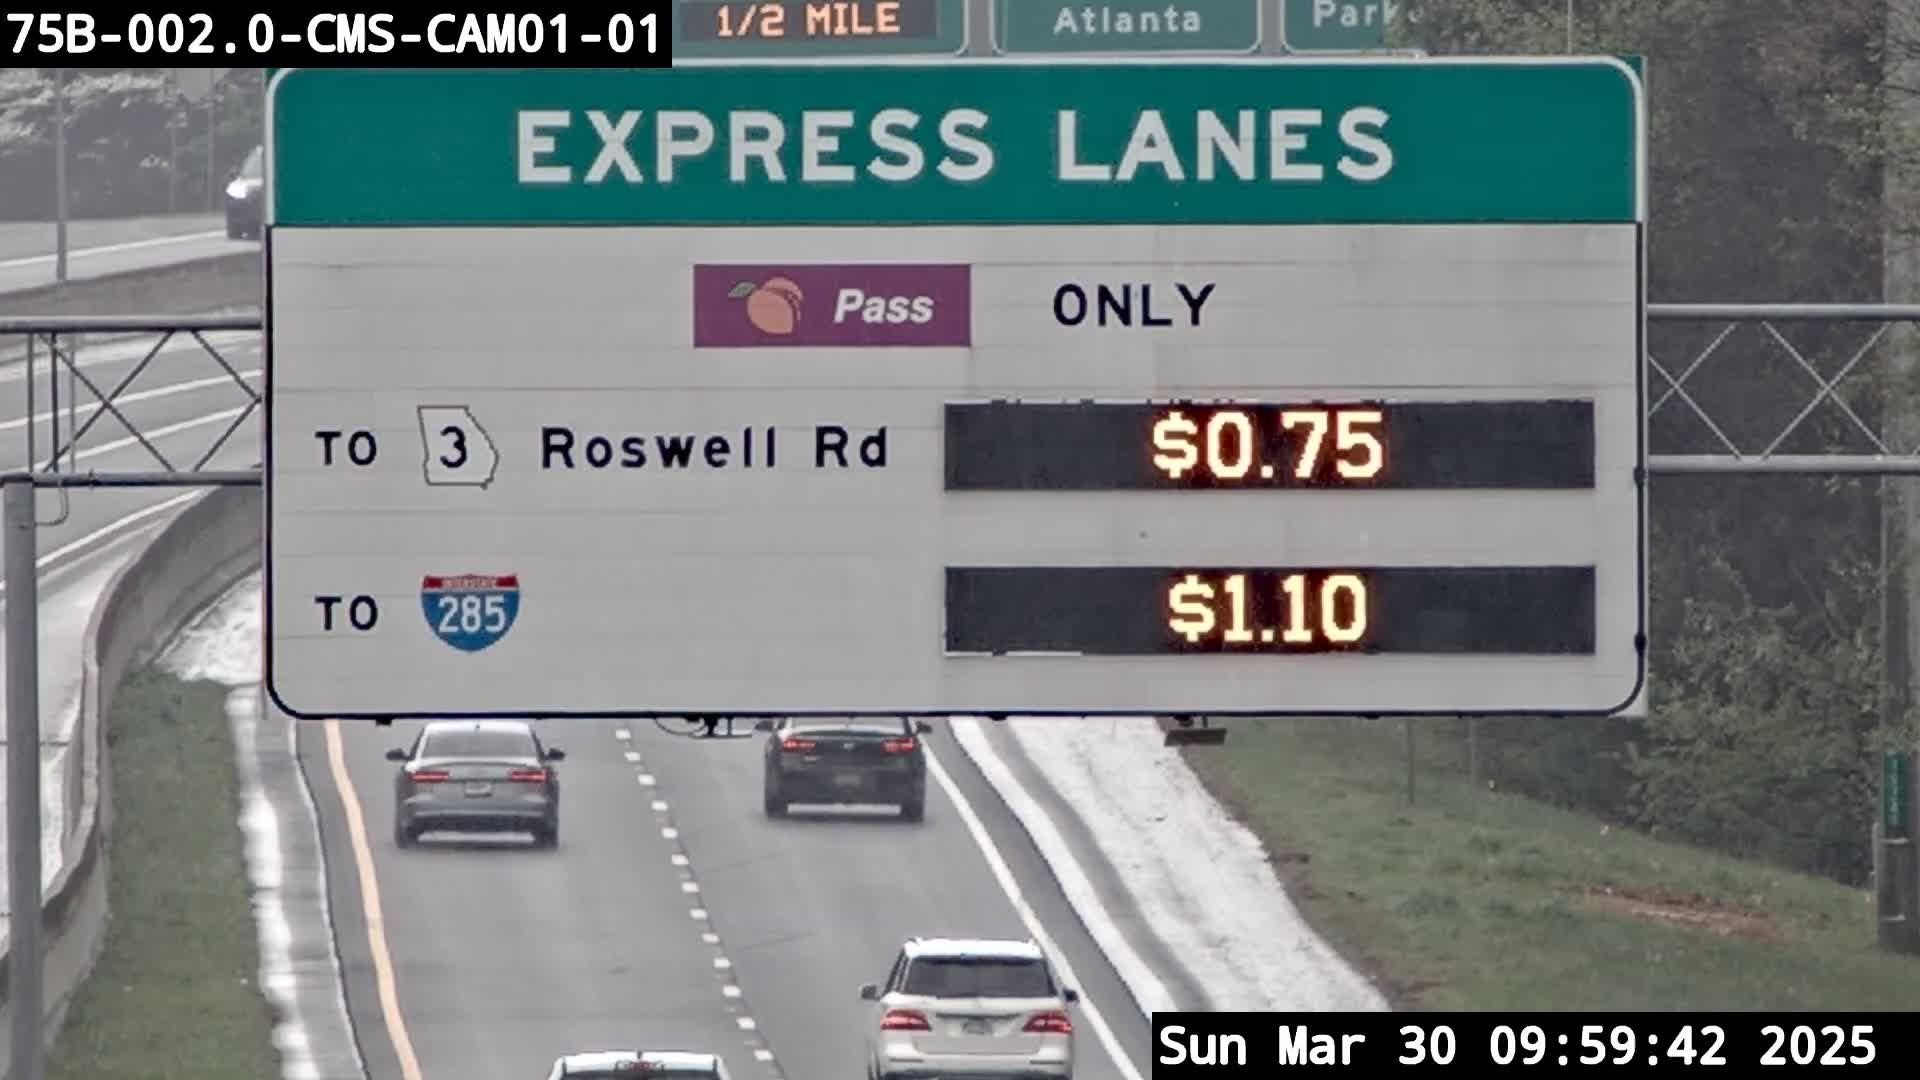 75B-002.0-CMS-CAM01-01
1/2 MILE
Atlanta
EXPRESS LANES
Pass ONLY
TO 3 Roswell Rd $0.75
TO INTERSTATE 285 $1.10
Sun Mar 30 09:59:42 2025